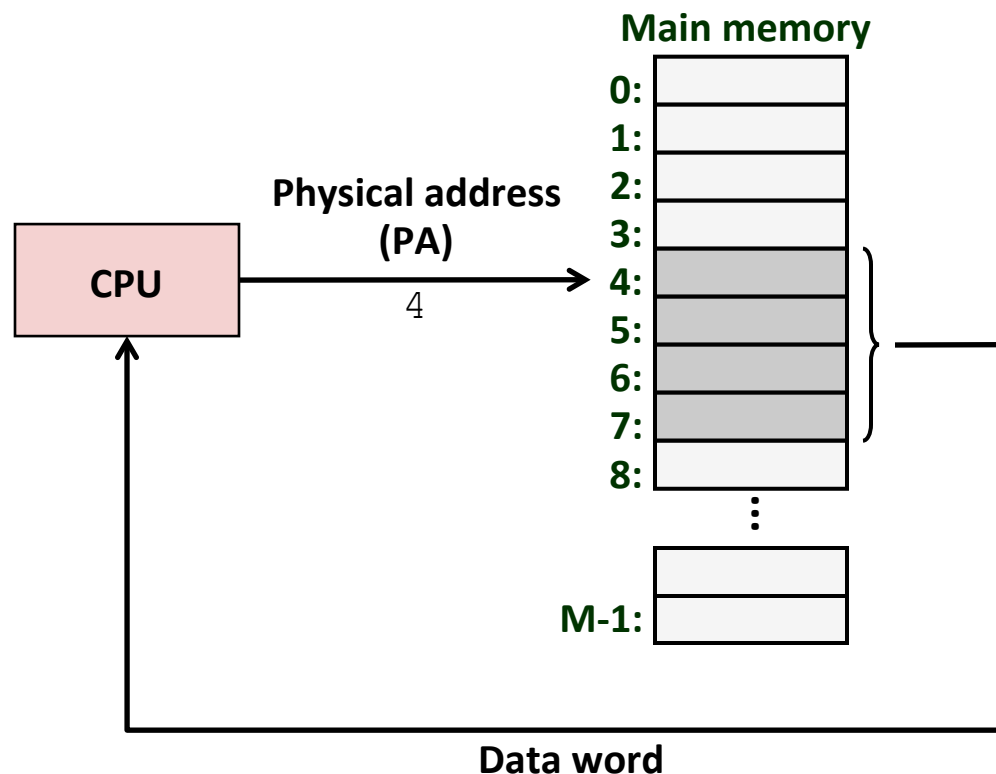 Main memory
0:
1:
2:
Physical address
(PA)
3:
CPU
4:
4
5:
6:
7:
8:
...
M-1:
Data word